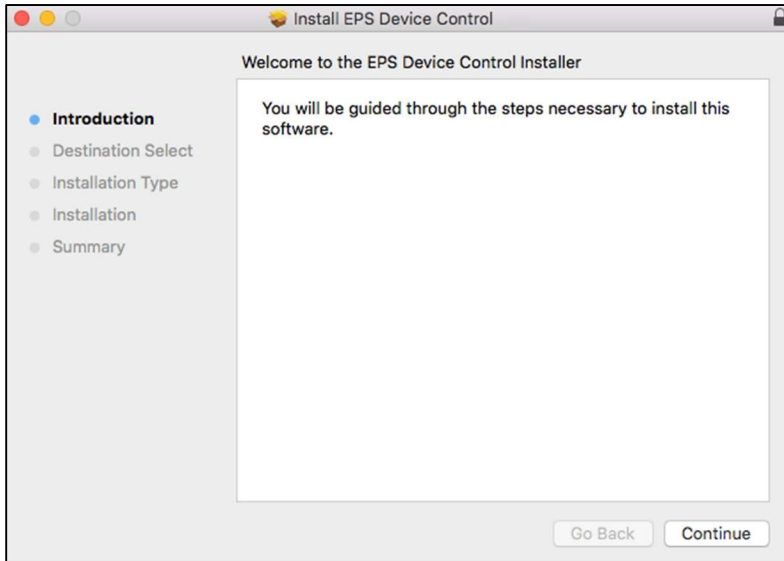 Install EPS Device Control
Welcome to the EPS Device Control Installer
Introduction
Destination Select
Installation Type
Installation
Summary
You will be guided through the steps necessary to install this
software.
Go Back
Continue